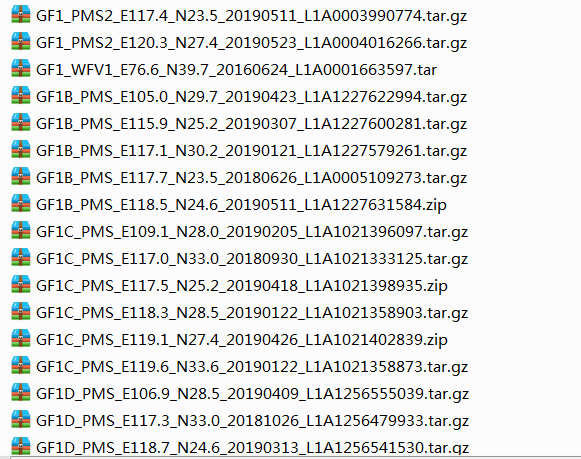 GF1_PMS2_E117.4_N23.5_20190511_L1A0003990774.tar.gz
GF1_PMS2_E120.3_N27.4_20190523_L1A0004016266.tar.gz
GF1_WFV1_E76.6_N39.7_20160624_L1A0001663597.tar
GF1B_PMS_E105.0_N29.7_20190423_L1A1227622994.tar.gz
GF1B_PMS_E115.9_N25.2_20190307_L1A1227600281.tar.gz
GF1B_PMS_E117.1_N30.2_20190121_L1A1227579261.tar.gz
GF1B_PMS_E117.7_N23.5_20180626_L1A0005109273.tar.gz
GF1B_PMS_E118.5_N24.6_20190511_L1A1227631584.zip
GF1C_PMS_E109.1_N28.0_20190205_L1A1021396097.tar.gz
GF1C_PMS_E117.0_N33.0_20180930_L1A1021333125.tar.gz
GF1C_PMS_E117.5_N25.2_20190418_L1A1021398935.zip
GF1C_PMS_E118.3_N28.5_20190122_L1A1021358903.tar.gz
GF1C_PMS_E119.1_N27.4_20190426_L1A1021402839.zip
GF1C_PMS_E119.6_N33.6_20190122_L1A1021358873.tar.gz
GF1D_PMS_E106.9_N28.5_20190409_L1A1256555039.tar.gz
GF1D_PMS_E117.3_N33.0_20181026_L1A1256479933.tar.gz
GF1D_PMS_E118.7_N24.6_20190313_L1A1256541530.tar.gz